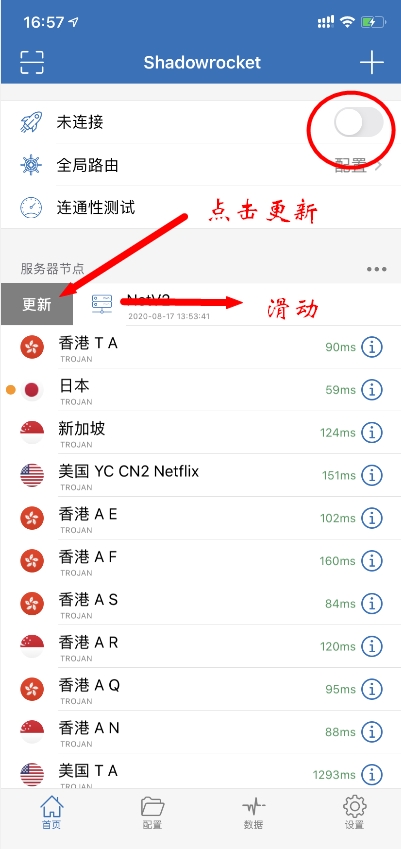 16:57
Shadowrocket
未连接
全局路由 配置
连通性测试
点击更新
服务器节点
更新 NetV2
滑动
2020-08-17 13:53:41
香港 T A 90ms
TROJAN
日本 59ms
TROJAN
新加坡 124ms
TROJAN
美国 YC CN2 Netflix 151ms
TROJAN
香港 A E 102ms
TROJAN
香港 A F 160ms
TROJAN
香港 A S 84ms
TROJAN
香港 A R 120ms
TROJAN
香港 A Q 95ms
TROJAN
香港 A N 88ms
TROJAN
美国 T A 1293ms
TROJAN
首页 配置 数据 设置